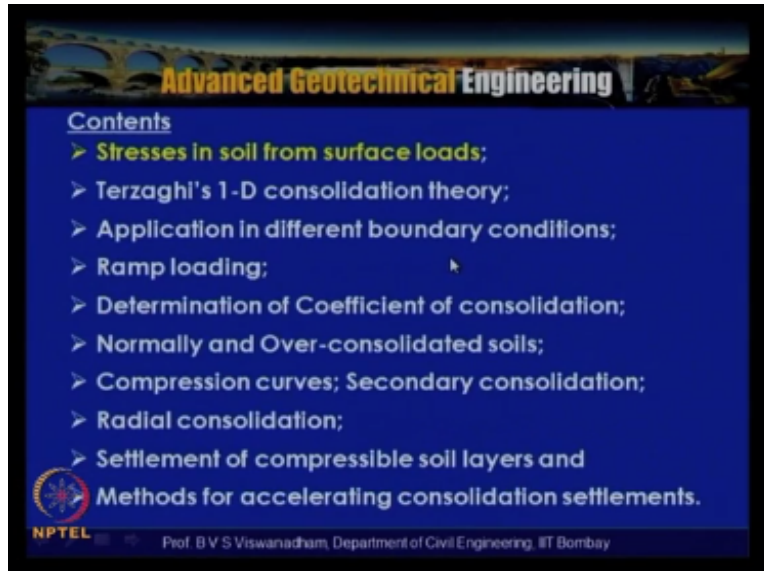 Advanced Geotechnical Engineering
Contents
➢ Stresses in soil from surface loads;
➢ Terzaghi's 1-D consolidation theory;
➢ Application in different boundary conditions;
➢ Ramp loading;
➢ Determination of Coefficient of consolidation;
➢ Normally and Over-consolidated soils;
➢ Compression curves; Secondary consolidation;
➢ Radial consolidation;
➢ Settlement of compressible soil layers and
➢ Methods for accelerating consolidation settlements.
NPTEL
Prof. B V S Viswanadham, Department of Civil Engineering, IIT Bombay